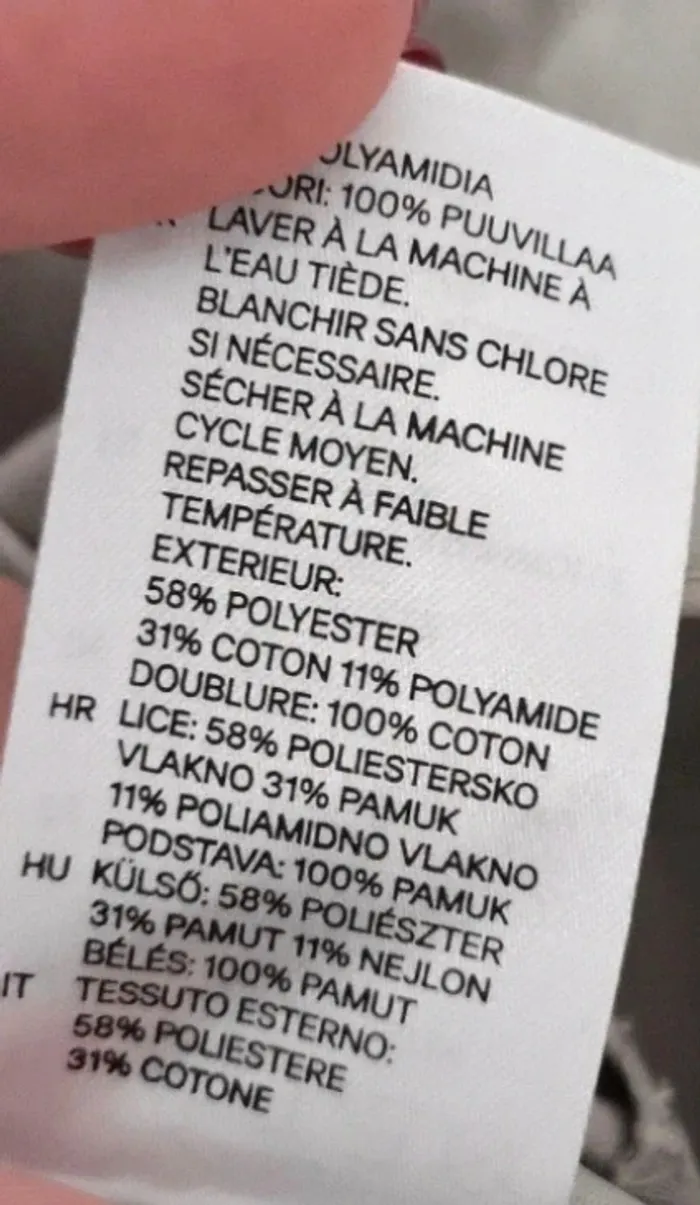 100% PUUVILLAA
LAVER À LA MACHINE À
L'EAU TIÈDE.
BLANCHIR SANS CHLORE
SI NÉCESSAIRE.
SÉCHER À LA MACHINE
CYCLE MOYEN.
REPASSER À FAIBLE
TEMPÉRATURE.
EXTERIEUR:
58% POLYESTER
31% COTON 11% POLYAMIDE
DOUBLURE: 100% COTON
HR LICE: 58% POLIESTERSKO
VLAKNO 31% PAMUK
11% POLIAMIDNO VLAKNO
PODSTAVA: 100% PAMUK
HU KÜLSŐ: 58% POLIÉSZTER
31% PAMUT 11% NEJLON
BÉLÉS: 100% PAMUT
IT TESSUTO ESTERNO:
58% POLIESTERE
31% COTONE